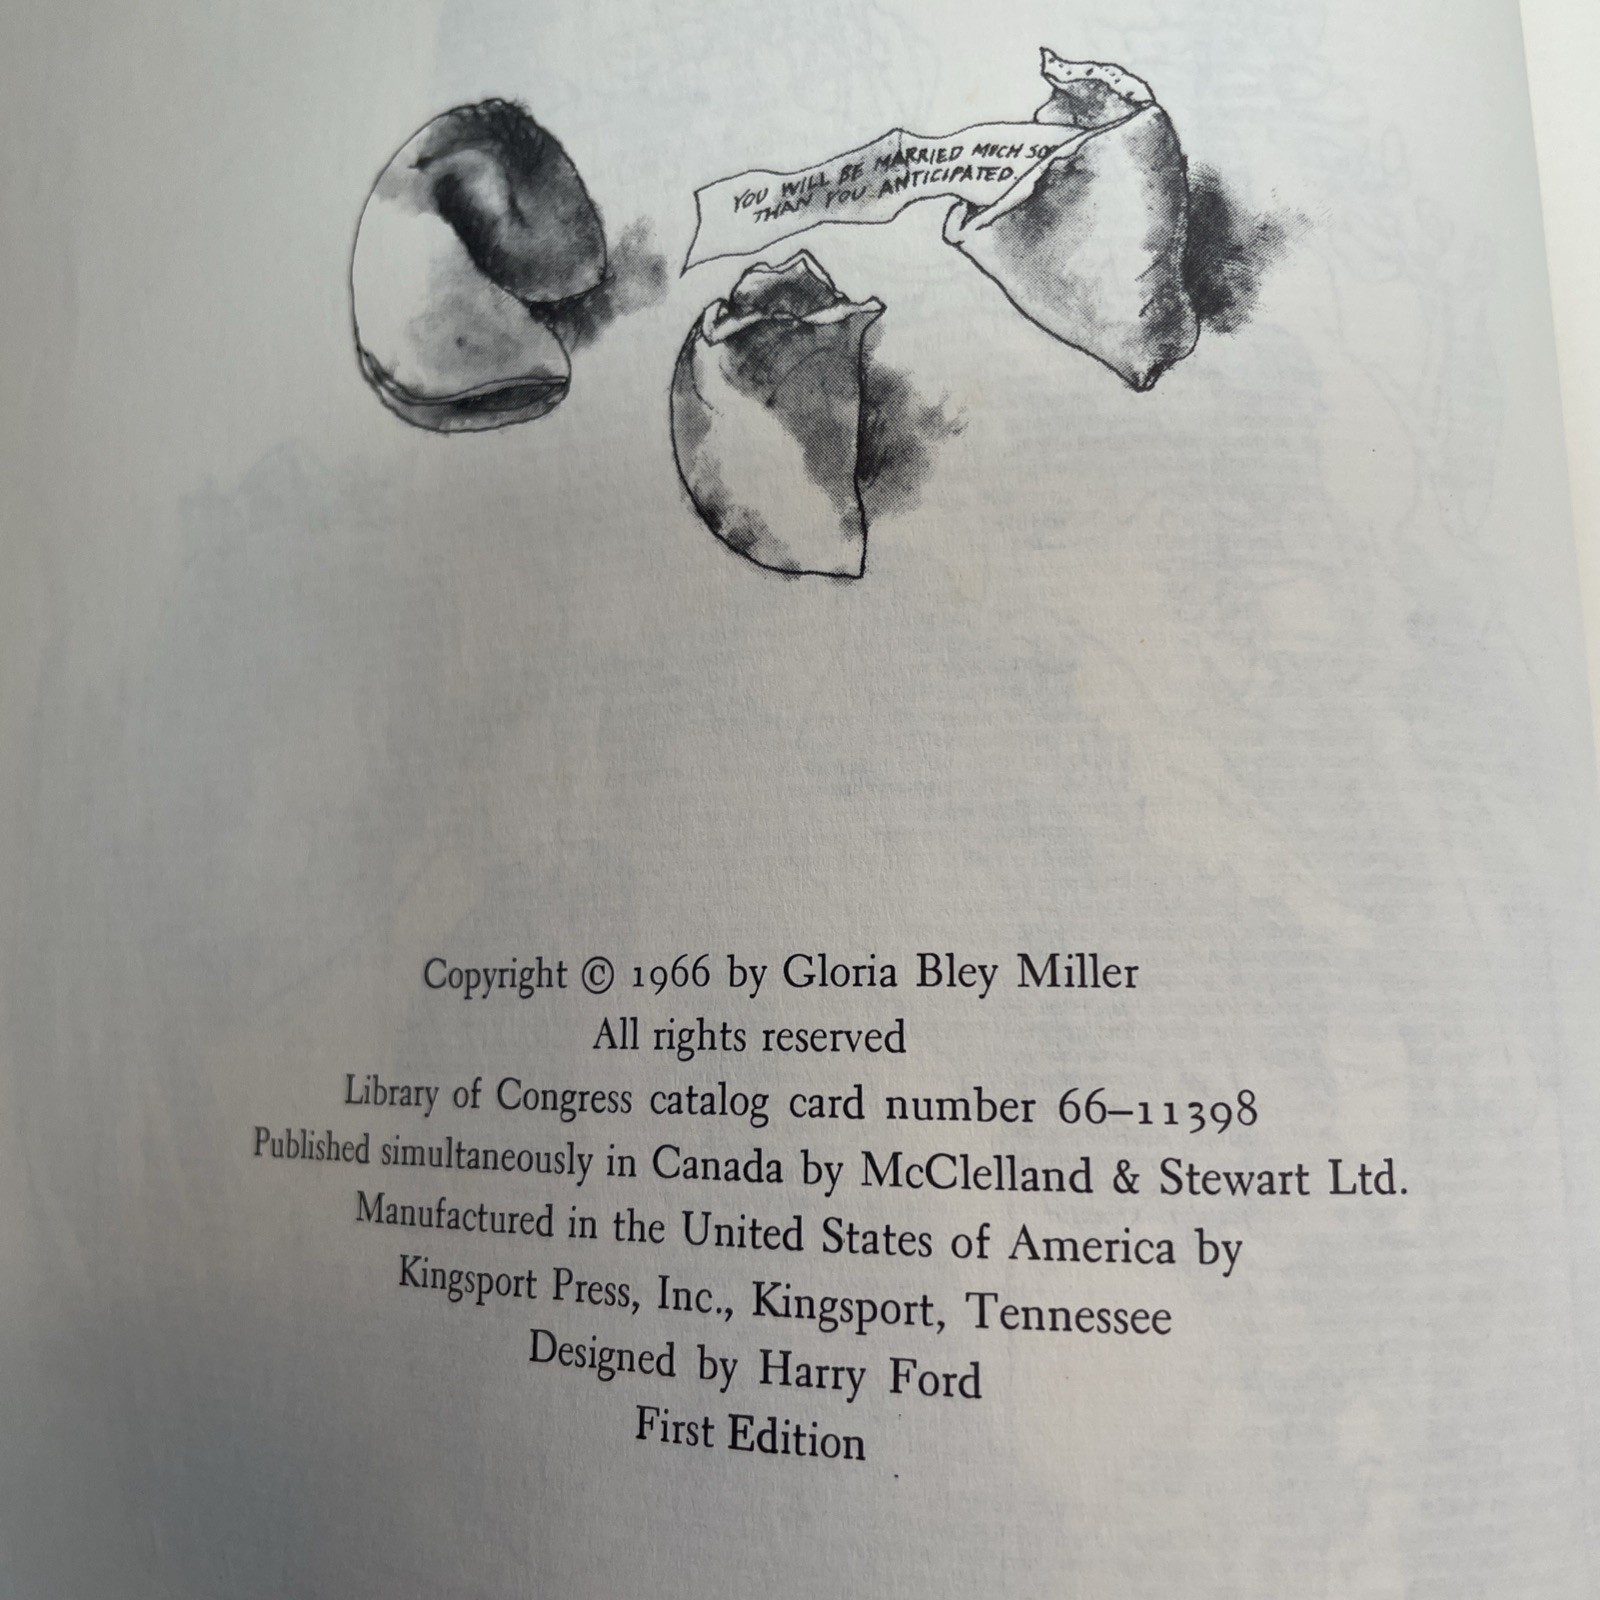 YOU WILL BE MARRIED MUCH SO
THAN YOU ANTICIPATED.
Copyright © 1966 by Gloria Bley Miller
All rights reserved
Library of Congress catalog card number 66–11398
Published simultaneously in Canada by McClelland & Stewart Ltd.
Manufactured in the United States of America by
Kingsport Press, Inc., Kingsport, Tennessee
Designed by Harry Ford
First Edition